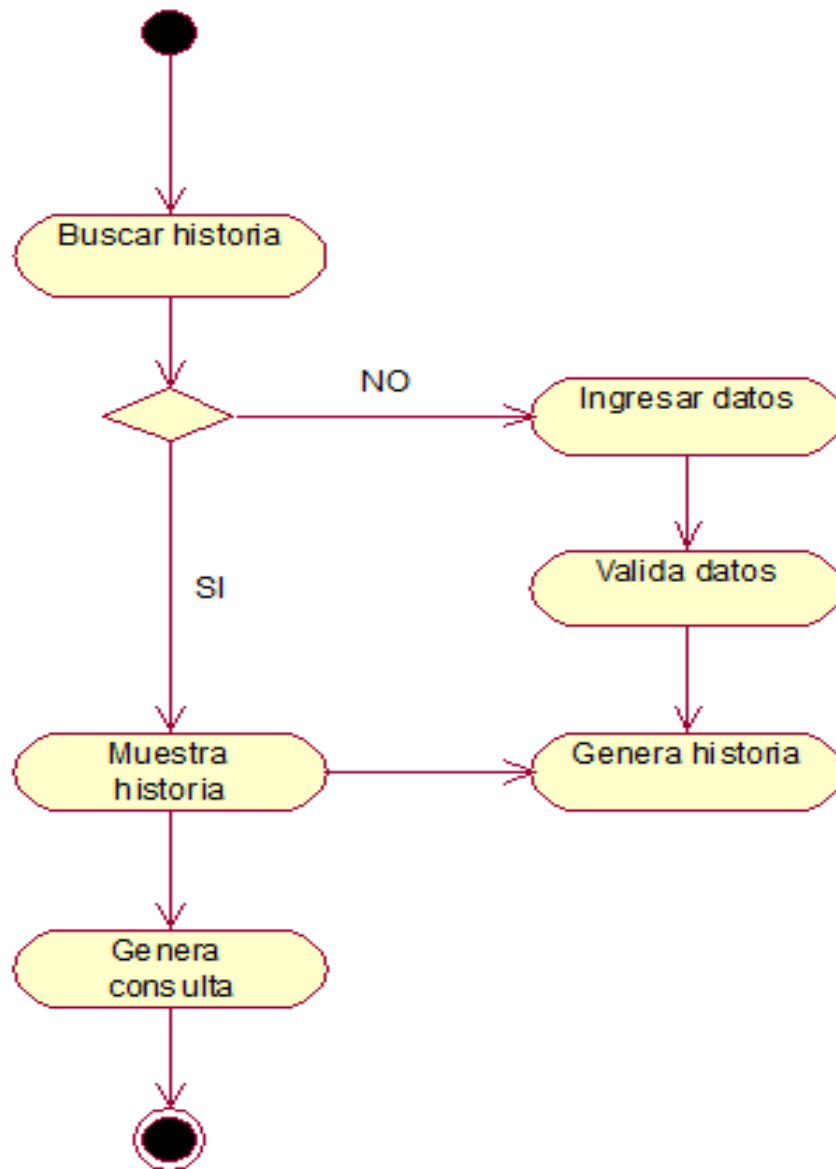 Buscar historia
NO
Ingresar datos
SI
Valida datos
Muestra
historia
Genera historia
Genera
consulta